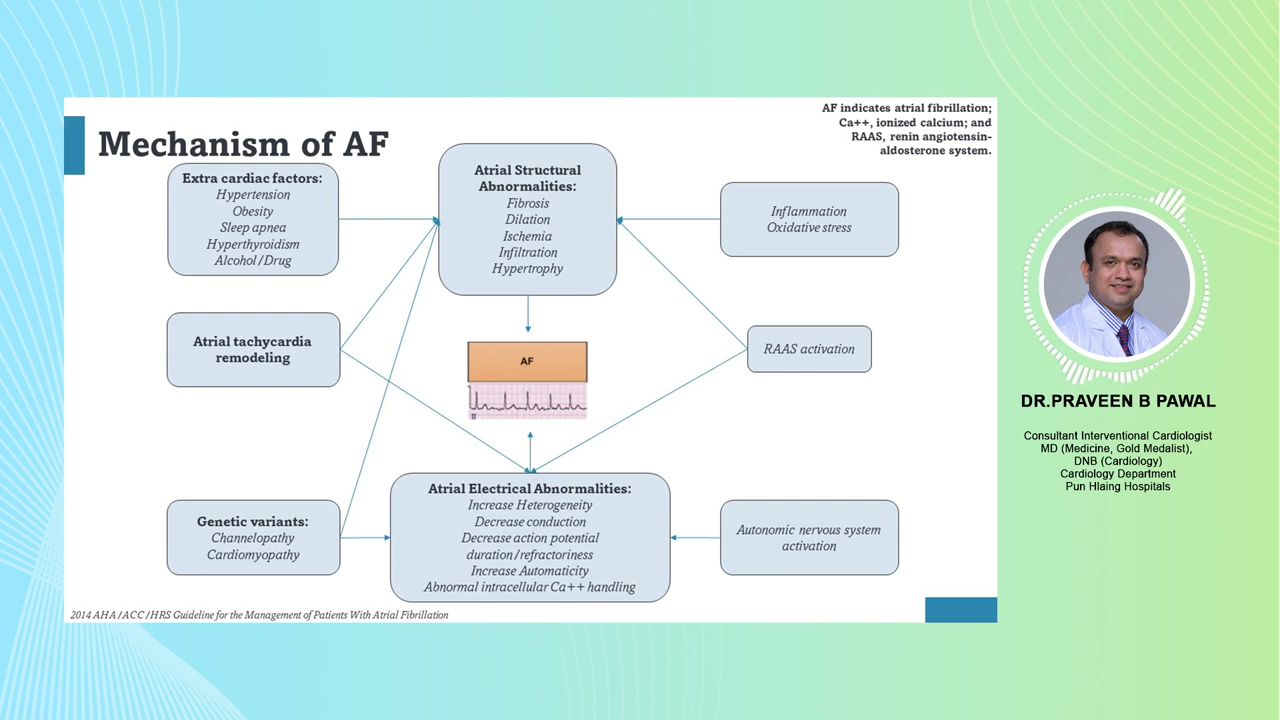 Mechanism of AF
AF indicates atrial fibrillation;
Ca++, ionized calcium; and
RAAS, renin angiotensin-
aldosterone system.
Extra cardiac factors:
Hypertension
Obesity
Sleep apnea
Hyperthyroidism
Alcohol/Drug
Atrial Structural
Abnormalities:
Fibrosis
Dilation
Ischemia
Infiltration
Hypertrophy
Inflammation
Oxidative stress
Atrial tachycardia
remodeling
AF
RAAS activation
Genetic variants:
Channelopathy
Cardiomyopathy
Atrial Electrical Abnormalities:
Increase Heterogeneity
Decrease conduction
Decrease action potential
duration/refractoriness
Increase Automaticity
Abnormal intracellular Ca++ handling
Autonomic nervous system
activation
2014 AHA/ACC/HRS Guideline for the Management of Patients With Atrial Fibrillation
DR.PRAVEEN B PAWAL
Consultant Interventional Cardiologist
MD (Medicine, Gold Medalist),
DNB (Cardiology)
Cardiology Department
Pun Hlaing Hospitals